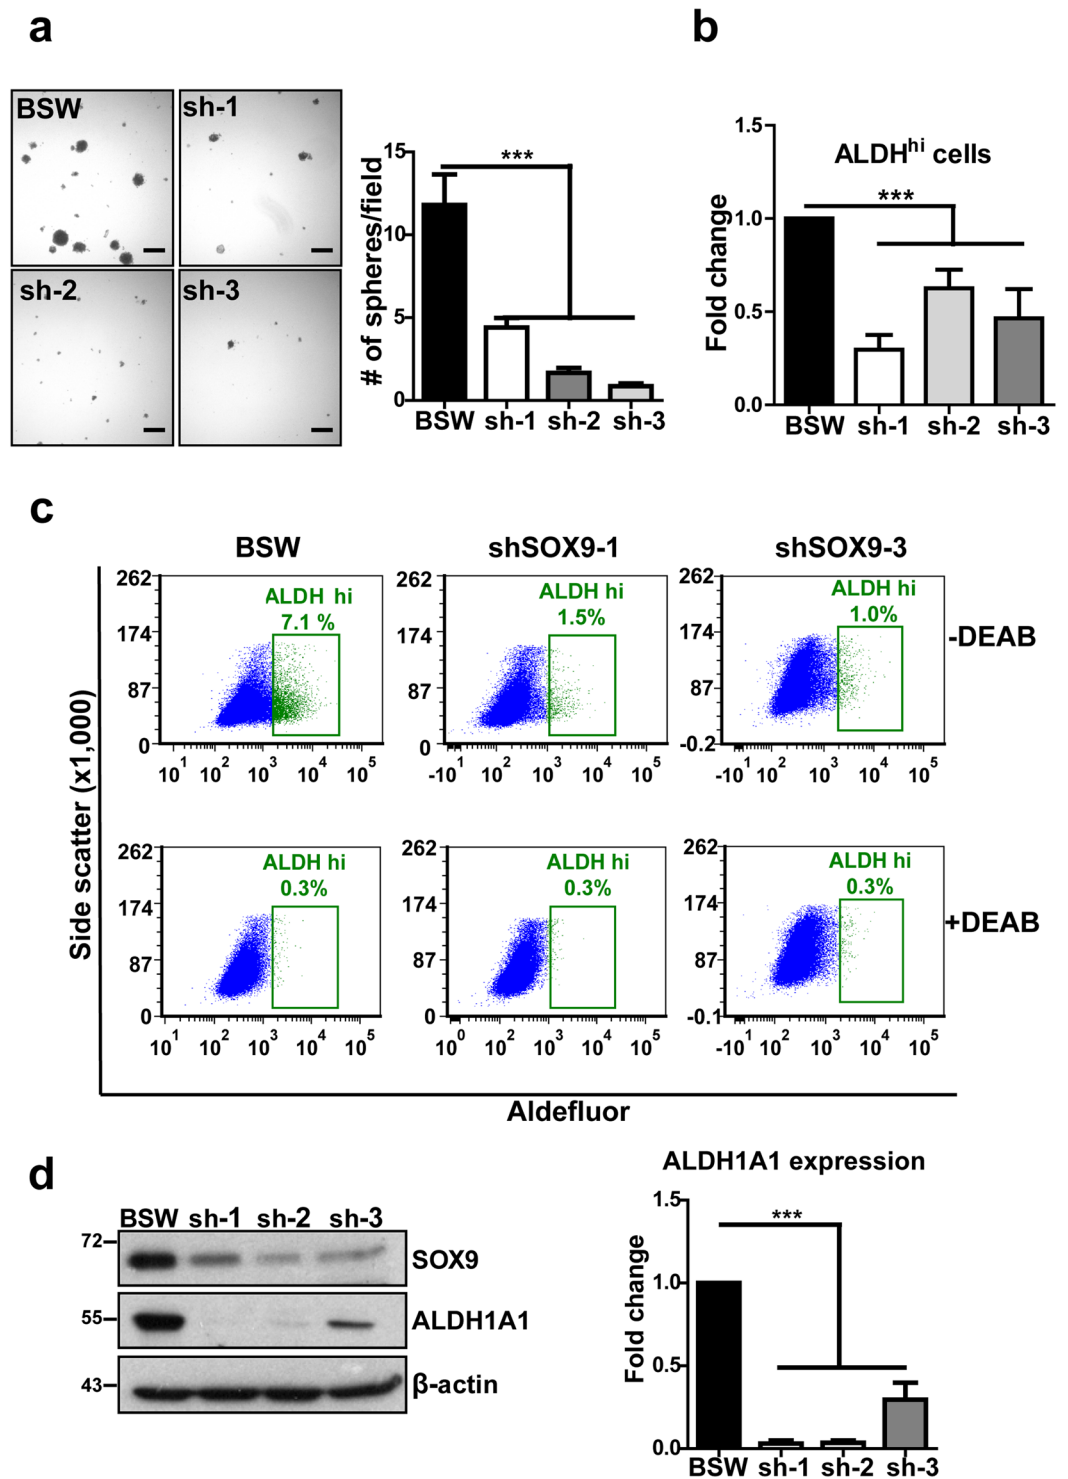 a
b
BSW
sh-1
sh-2
sh-3
# of spheres/field
15
10
5
0
***
BSW sh-1 sh-2 sh-3
Fold change
1.5
1.0
0.5
0.0
ALDHhi cells
***
BSW sh-1 sh-2 sh-3
c
BSW
shSOX9-1
shSOX9-3
Side scatter (x1,000)
262
174
87
0
ALDH hi
7.1 %
10^1 10^2 10^3 10^4 10^5
262
174
87
0
ALDH hi
1.5%
-10^1 10^2 10^3 10^4 10^5
262
174
87
-0.2
ALDH hi
1.0%
-10^1 10^2 10^3 10^4 10^5
-DEAB
262
174
87
0
ALDH hi
0.3%
10^1 10^2 10^3 10^4 10^5
262
174
87
0
ALDH hi
0.3%
10^0 10^2 10^3 10^4 10^5
262
174
87
-0.1
ALDH hi
0.3%
-10^1 10^2 10^3 10^4 10^5
+DEAB
Aldefluor
d
BSW sh-1 sh-2 sh-3
72
SOX9
55
ALDH1A1
43
β-actin
ALDH1A1 expression
Fold change
1.5
1.0
0.5
0.0
***
BSW sh-1 sh-2 sh-3